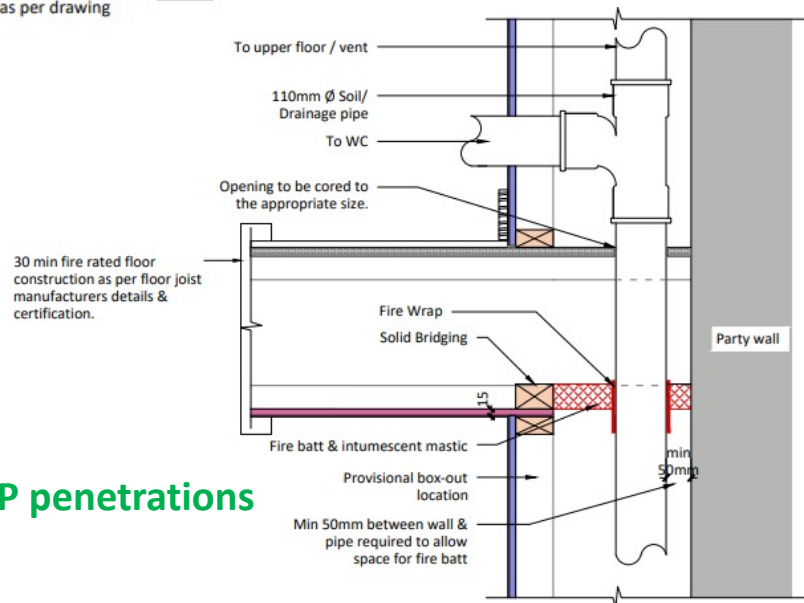 as per drawing
To upper floor / vent
110mm Ø Soil/
Drainage pipe
To WC
Opening to be cored to
the appropriate size.
30 min fire rated floor
construction as per floor joist
manufacturers details &
certification.
Fire Wrap
Solid Bridging
Party wall
15
Fire batt & intumescent mastic
min
50mm
Provisional box-out
location
P penetrations
Min 50mm between wall &
pipe required to allow
space for fire batt